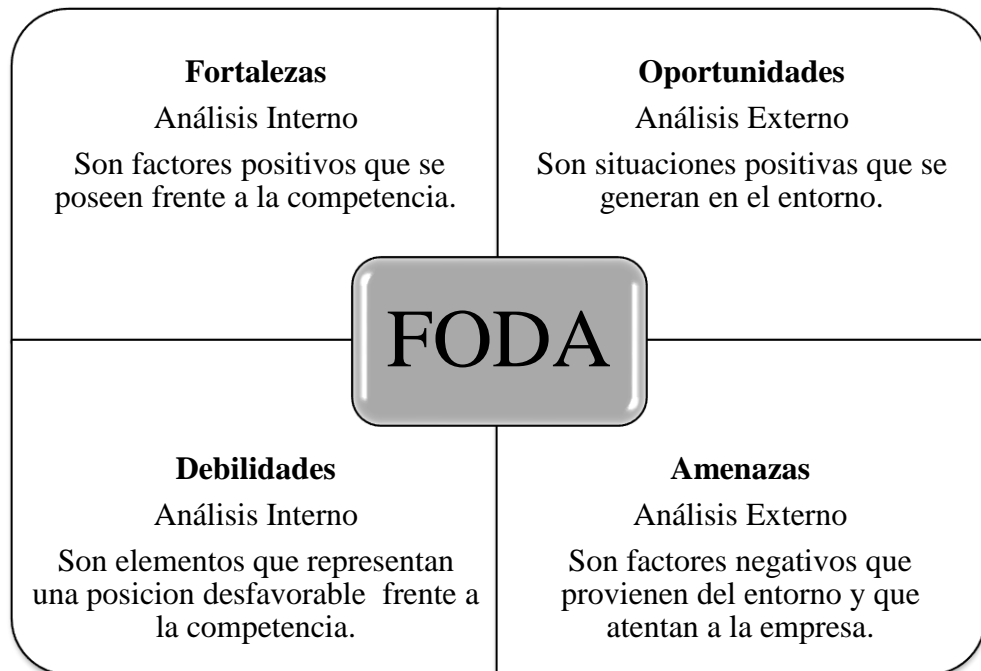 Fortalezas
Análisis Interno
Son factores positivos que se
poseen frente a la competencia.
Oportunidades
Análisis Externo
Son situaciones positivas que se
generan en el entorno.
FODA
Debilidades
Análisis Interno
Son elementos que representan
una posicion desfavorable  frente a
la competencia.
Amenazas
Análisis Externo
Son factores negativos que
provienen del entorno y que
atentan a la empresa.